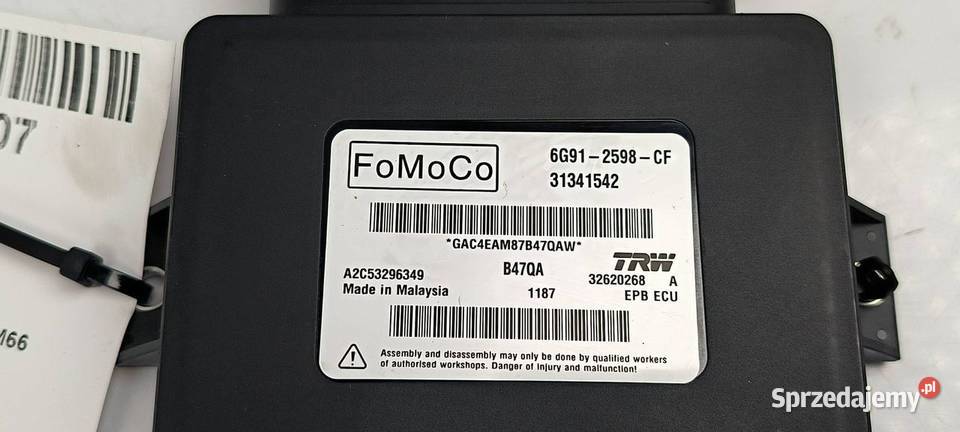 07
M66
FoMoCo
6G91-2598-CF
31341542
*GAC4EAM87B47QAW*
A2C53296349
Made in Malaysia
B47QA
1187
TRW
32620268 A
EPB ECU
Assembly and disassembly may only be done by qualified workers
of authorised workshops. Danger of Injury and malfunction!
Sprzedajemy.pl